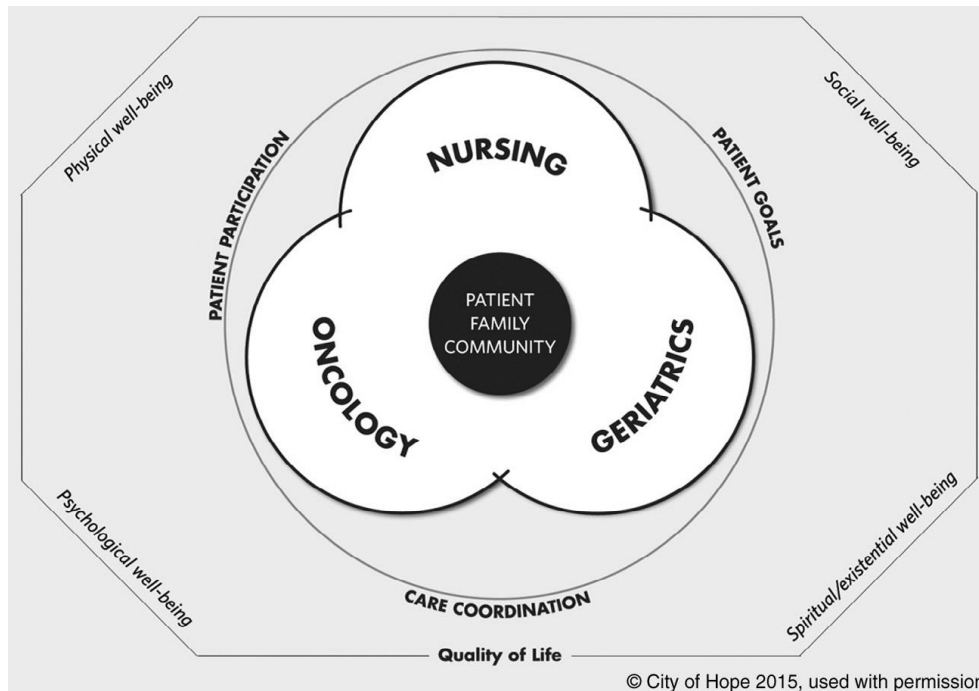 Physical well-being
Social well-being
PATIENT PARTICIPATION
NURSING
PATIENT GOALS
PATIENT
FAMILY
COMMUNITY
ONCOLOGY
GERIATRICS
Psychological well-being
Spiritual/existential well-being
CARE COORDINATION
Quality of Life
© City of Hope 2015, used with permission